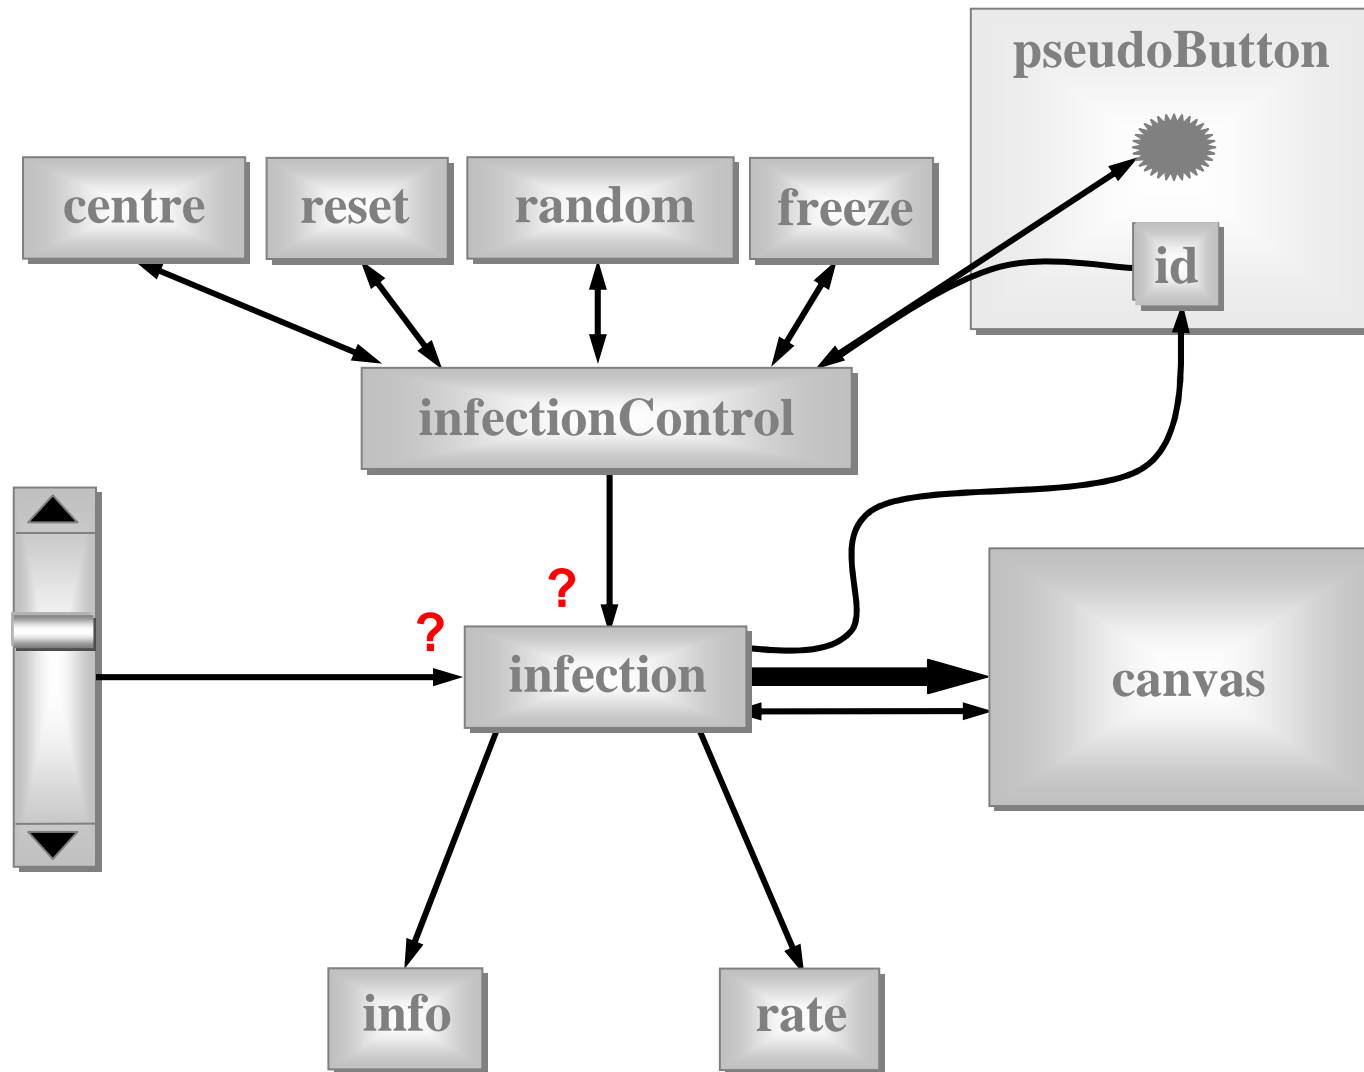 pseudoButton
centre
reset
random
freeze
id
infectionControl
?
?
infection
canvas
info
rate